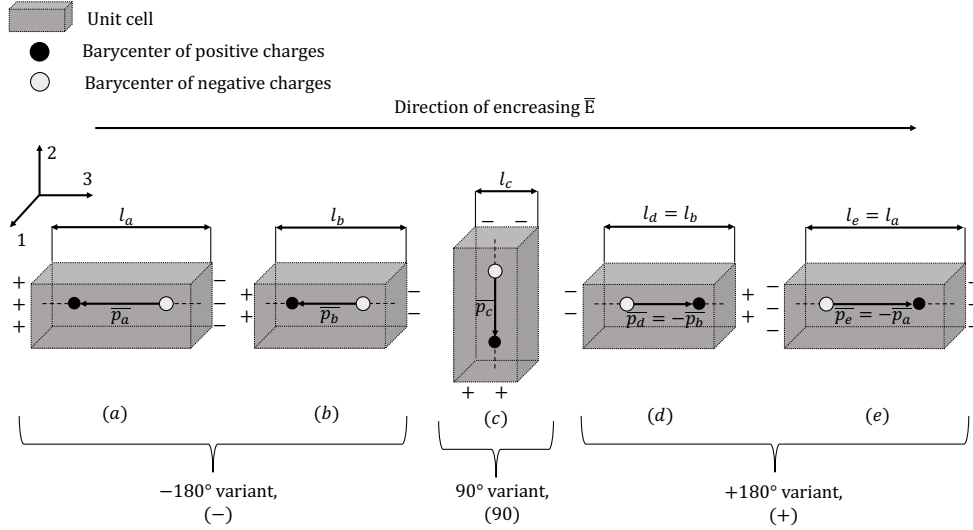 Unit cell
Barycenter of positive charges
Barycenter of negative charges
Direction of encreasing E̅
2
3
1
l_a
l_b
l_c
l_d = l_b
l_e = l_a
+ + + − − −
+ + − −
− − + +
− − + +
− − − + + +
p̅_a
p̅_b
p̅_c
p̅_d = −p̅_b
p̅_e = −p̅_a
(a)
(b)
(c)
(d)
(e)
−180° variant,
(−)
90° variant,
(90)
+180° variant,
(+)